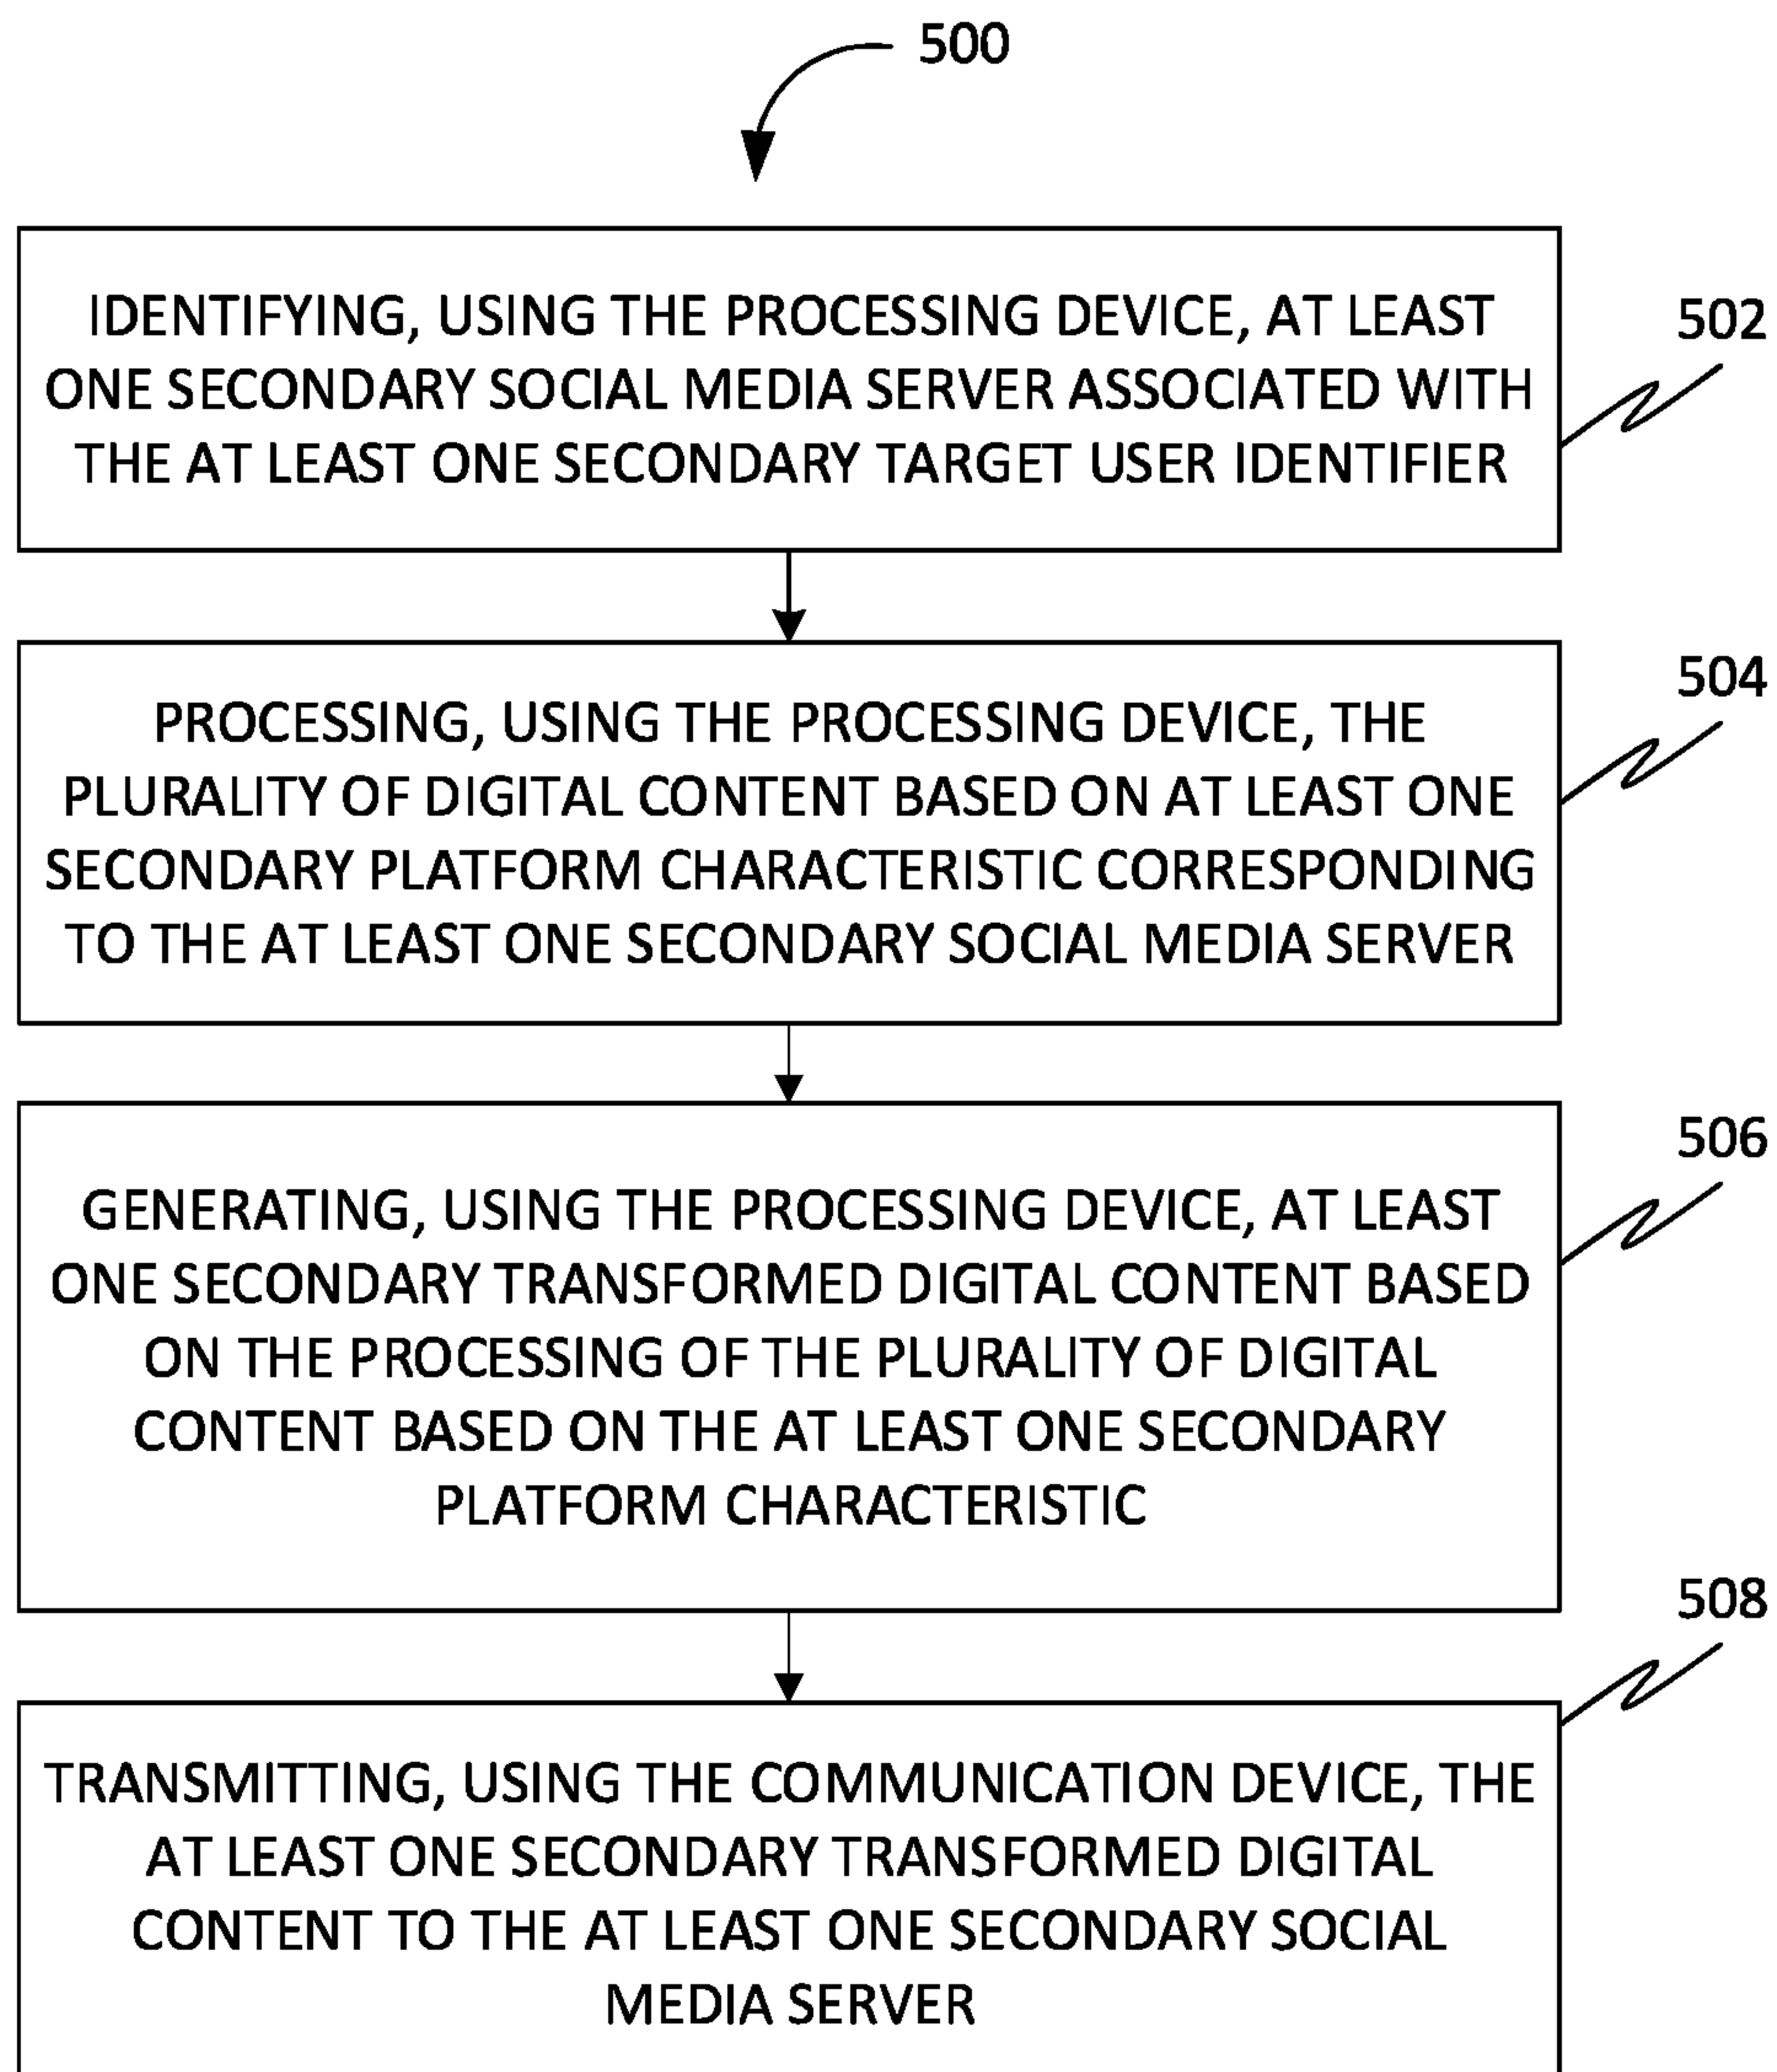 500
IDENTIFYING, USING THE PROCESSING DEVICE, AT LEAST
ONE SECONDARY SOCIAL MEDIA SERVER ASSOCIATED WITH
THE AT LEAST ONE SECONDARY TARGET USER IDENTIFIER
502
PROCESSING, USING THE PROCESSING DEVICE, THE
PLURALITY OF DIGITAL CONTENT BASED ON AT LEAST ONE
SECONDARY PLATFORM CHARACTERISTIC CORRESPONDING
TO THE AT LEAST ONE SECONDARY SOCIAL MEDIA SERVER
504
GENERATING, USING THE PROCESSING DEVICE, AT LEAST
ONE SECONDARY TRANSFORMED DIGITAL CONTENT BASED
ON THE PROCESSING OF THE PLURALITY OF DIGITAL
CONTENT BASED ON THE AT LEAST ONE SECONDARY
PLATFORM CHARACTERISTIC
506
TRANSMITTING, USING THE COMMUNICATION DEVICE, THE
AT LEAST ONE SECONDARY TRANSFORMED DIGITAL
CONTENT TO THE AT LEAST ONE SECONDARY SOCIAL
MEDIA SERVER
508